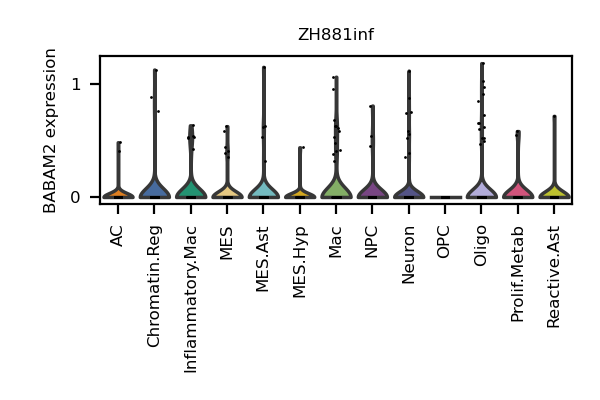 ZH881inf
BABAM2 expression
1
0
AC
Chromatin.Reg
Inflammatory.Mac
MES
MES.Ast
MES.Hyp
Mac
NPC
Neuron
OPC
Oligo
Prolif.Metab
Reactive.Ast